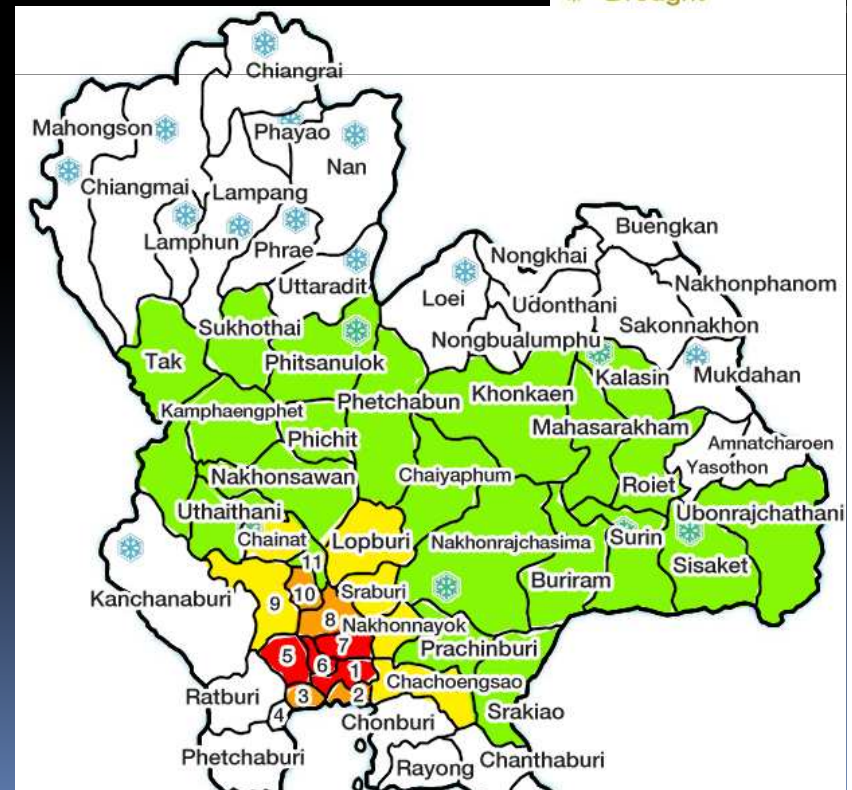 Drought
Chiangrai
Mahongson
Phayao
Nan
Chiangmai
Lampang
Lamphun
Phrae
Uttaradit
Buengkan
Nongkhai
Loei
Udonthani
Nakhonphanom
Sakonnakhon
Nongbualumphu
Sukhothai
Tak
Phitsanulok
Kalasin
Mukdahan
Phetchabun
Khonkaen
Kamphaengphet
Phichit
Mahasarakham
Amnatcharoen
Yasothon
Nakhonsawan
Chaiyaphum
Roiet
Uthaithani
Ubonrajchathani
Chainat
Lopburi
Nakhonrajchasima
Surin
Sisaket
11
Buriram
Kanchanaburi
10
Sraburi
9
8
Nakhonnayok
7
Prachinburi
5
6
1
Chachoengsao
Ratburi
3
2
Srakiao
4
Chonburi
Phetchaburi
Rayong
Chanthaburi